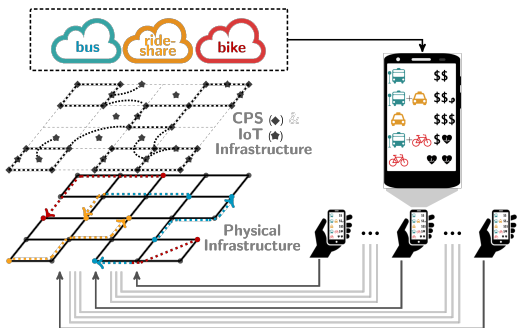 bus
ride-
share
bike
CPS (◆) &
IoT (★)
Infrastructure
Physical
Infrastructure
$$
+ $$,
$$$
+ $
...
...